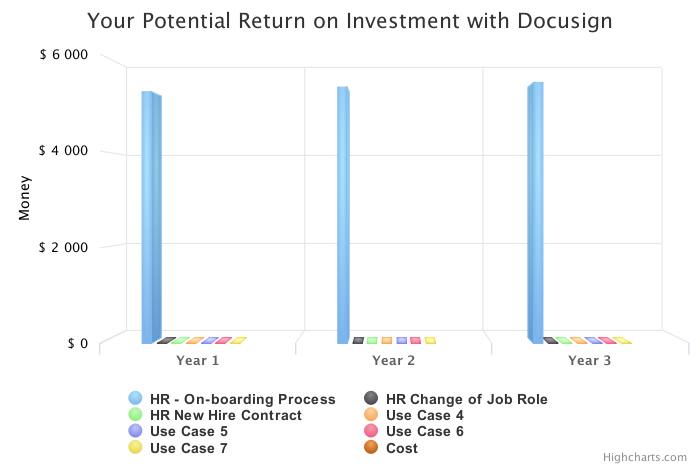 Your Potential Return on Investment with Docusign
$ 6 000
$ 4 000
$ 2 000
$ 0
Money
Year 1
Year 2
Year 3
HR - On-boarding Process
HR Change of Job Role
HR New Hire Contract
Use Case 4
Use Case 5
Use Case 6
Use Case 7
Cost
Highcharts.com